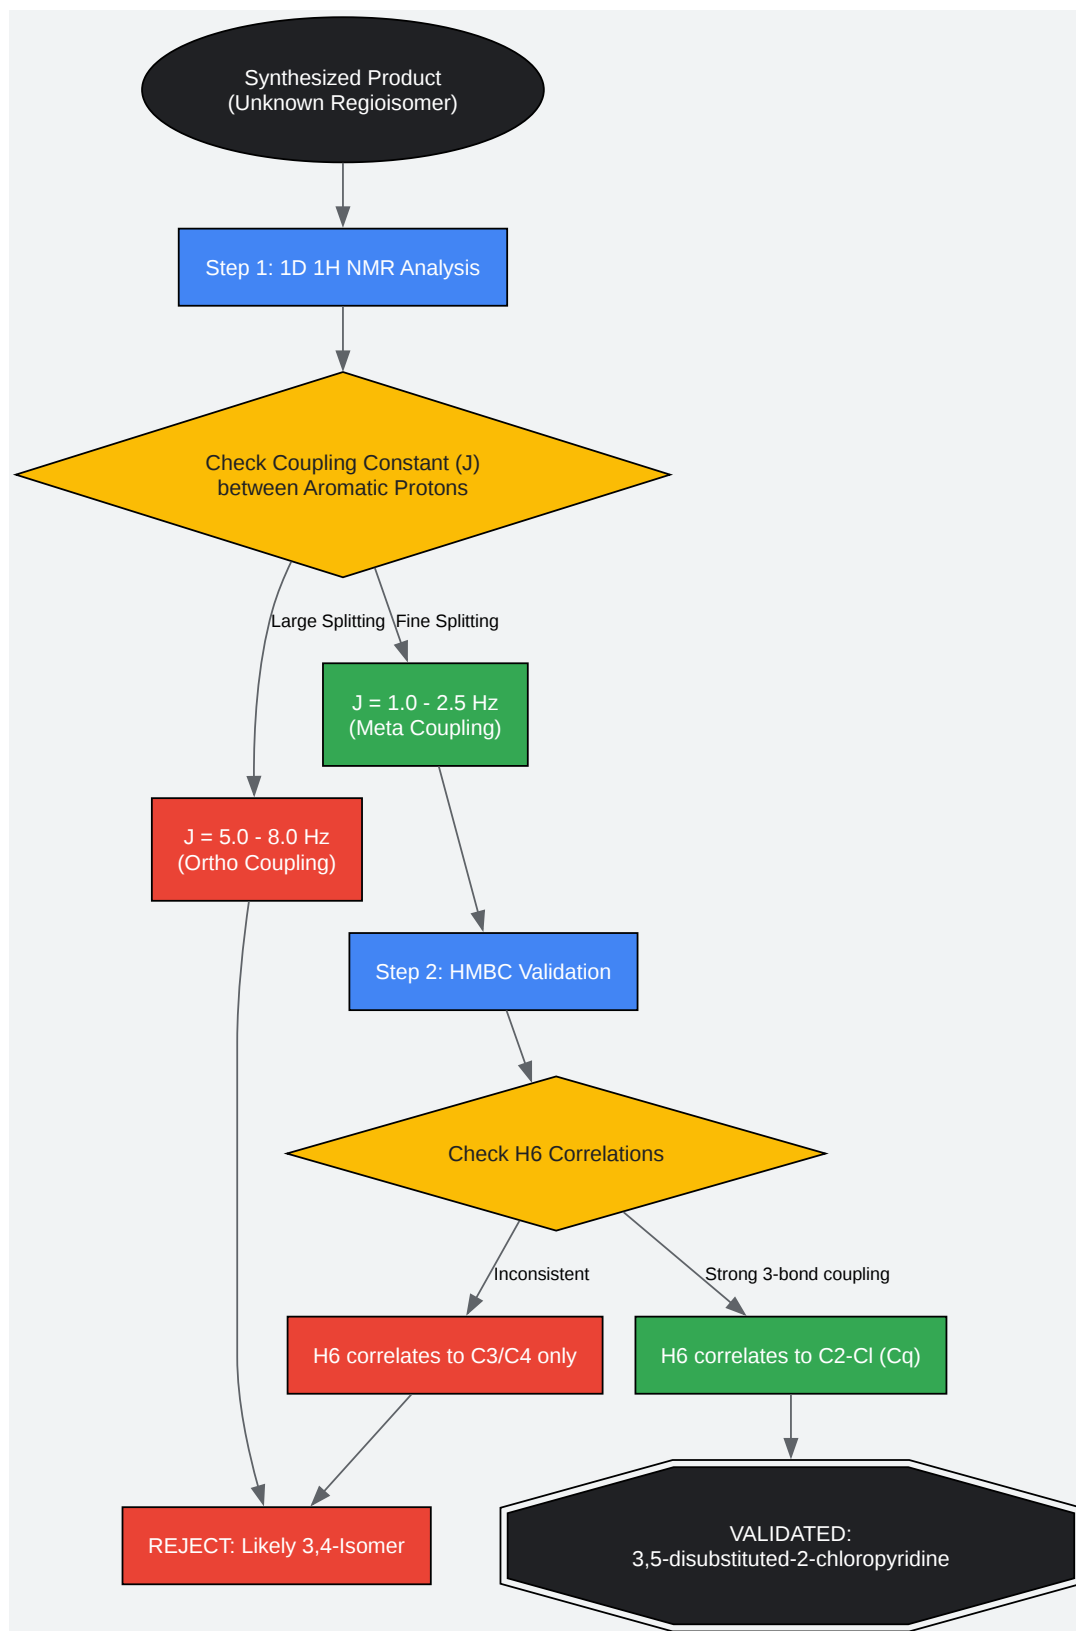 Synthesized Product
(Unknown Regioisomer)
Step 1: 1D 1H NMR Analysis
Check Coupling Constant (J)
between Aromatic Protons
Large Splitting
Fine Splitting
J = 1.0 - 2.5 Hz
(Meta Coupling)
J = 5.0 - 8.0 Hz
(Ortho Coupling)
Step 2: HMBC Validation
Check H6 Correlations
Inconsistent
Strong 3-bond coupling
H6 correlates to C3/C4 only
H6 correlates to C2-Cl (Cq)
REJECT: Likely 3,4-Isomer
VALIDATED:
3,5-disubstituted-2-chloropyridine